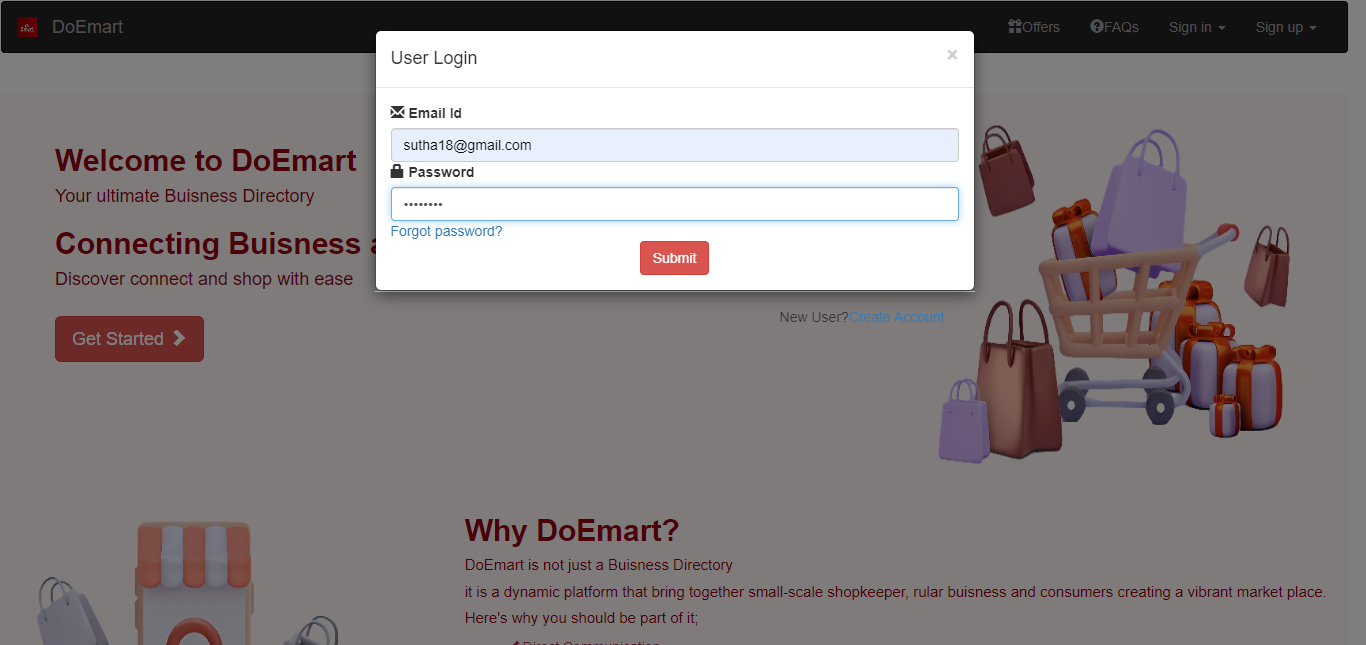 DoEmart
Offers
FAQs
Sign in
Sign up
User Login
×
Email Id
sutha18@gmail.com
Password
••••••••
Forgot password?
Submit
New User?Create Account
Welcome to DoEmart
Your ultimate Buisness Directory
Connecting Buisness
Discover connect and shop with ease
Get Started
Why DoEmart?
DoEmart is not just a Buisness Directory
it is a dynamic platform that bring together small-scale shopkeeper, rular buisness and consumers creating a vibrant market place.
Here's why you should be part of it;
Direct Communication